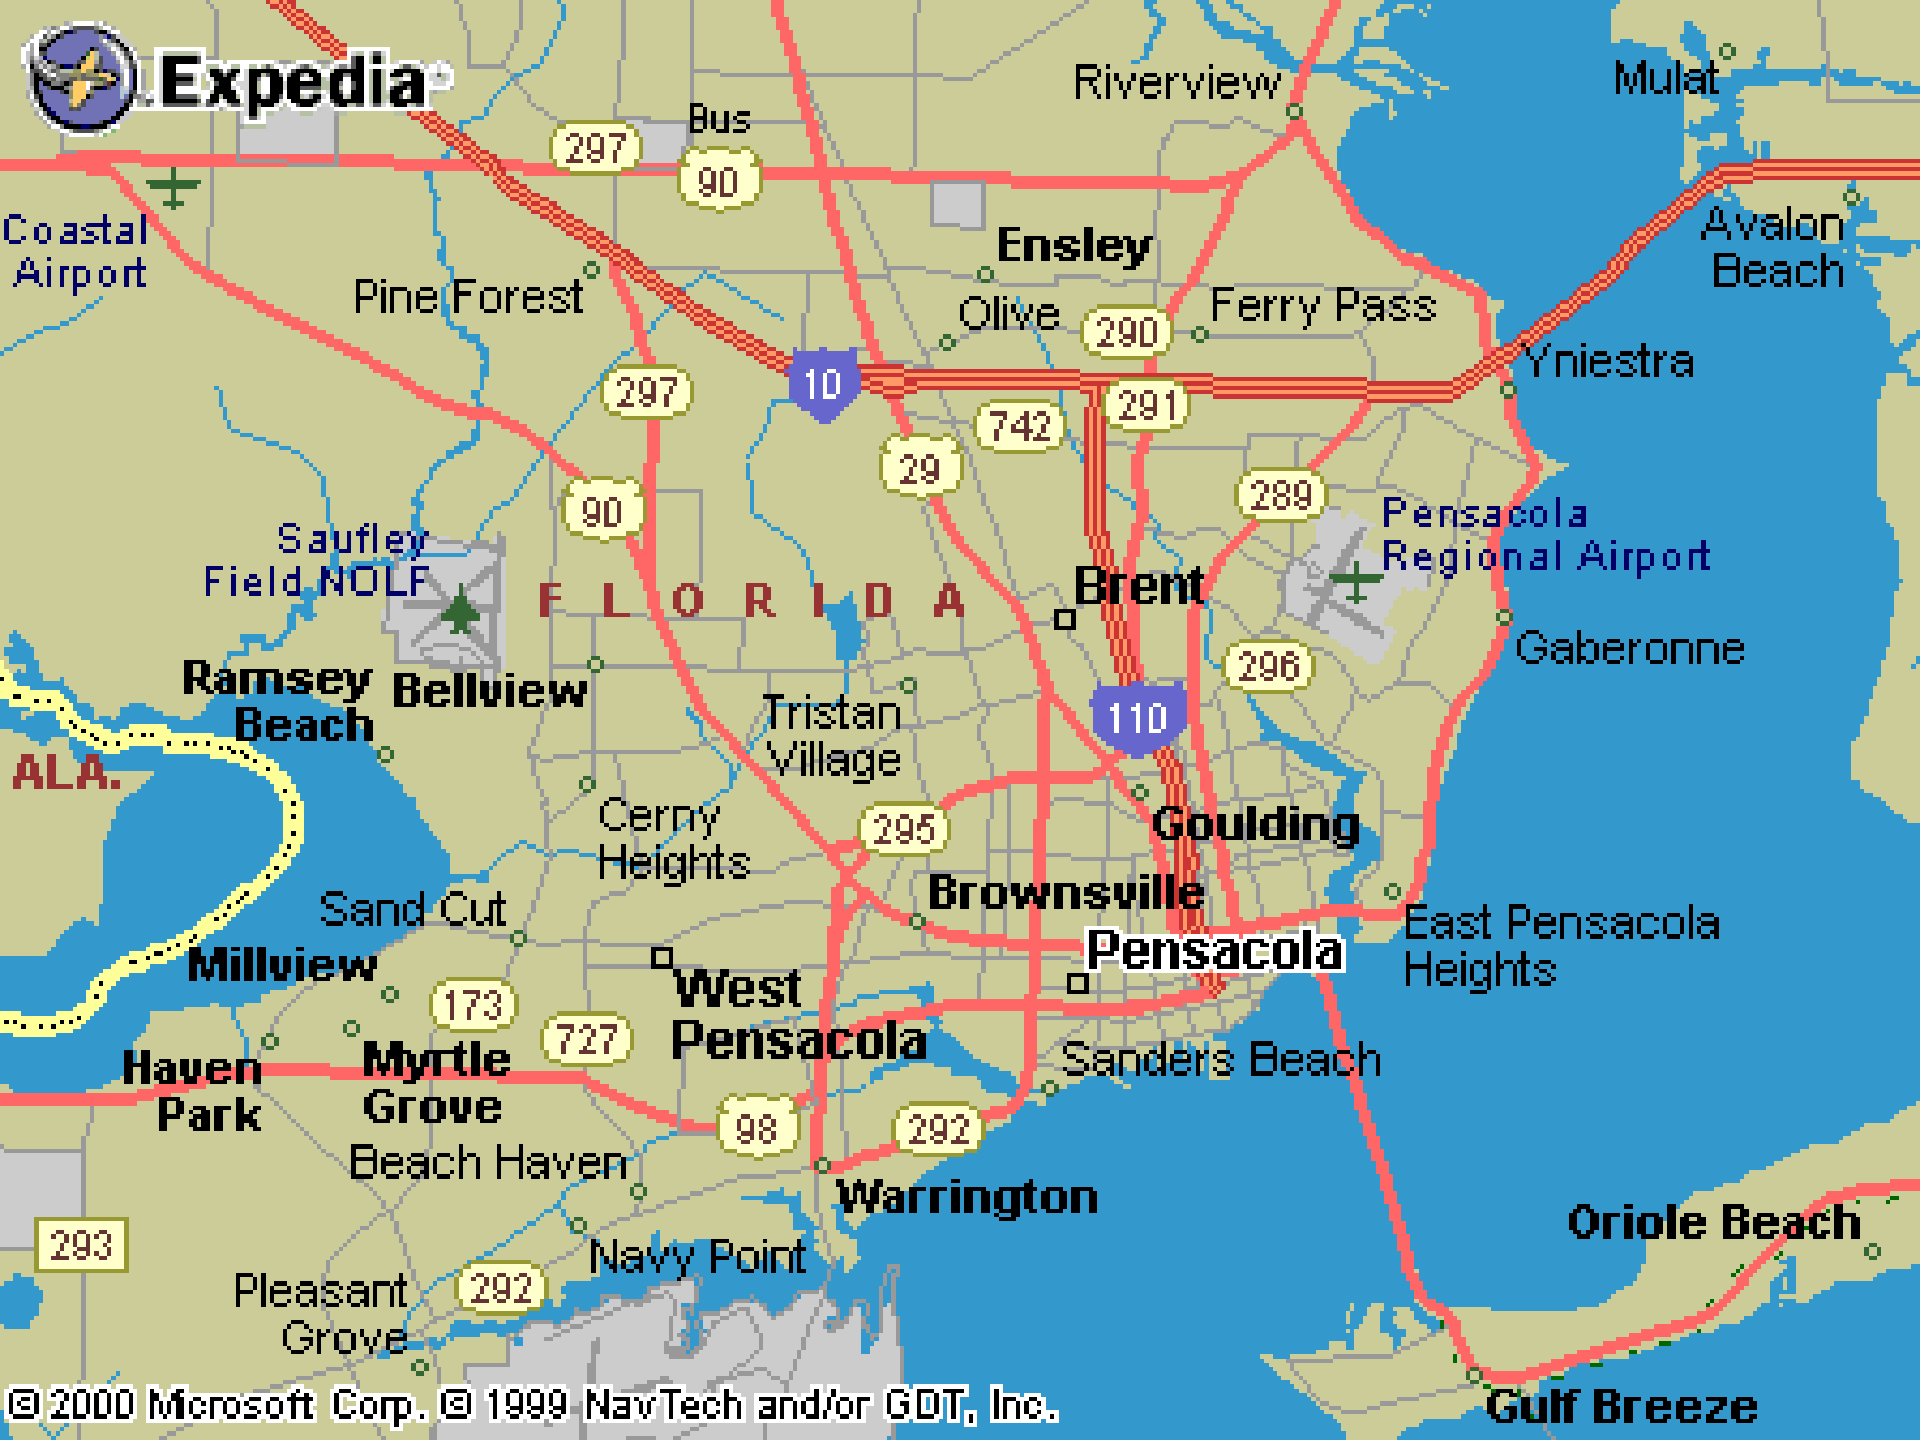 Expedia
Riverview
Mulat
Bus
297
90
Coastal
Airport
Ensley
Avalon
Beach
Pine Forest
Olive
290
Ferry Pass
Yniestra
297
10
291
742
29
289
90
Pensacola
Regional Airport
Saufley
Field NOLF
FLORIDA
Brent
Gaberonne
296
Ramsey
Beach
Bellview
Tristan
Village
110
ALA.
Cerny
Heights
295
Goulding
Sand Cut
Brownsville
East Pensacola
Heights
Pensacola
Millview
West
Pensacola
173
727
Haven
Park
Myrtle
Grove
Sanders Beach
98
292
Beach Haven
Warrington
Oriole Beach
293
Navy Point
Pleasant
Grove
292
© 2000 Microsoft Corp. © 1999 NavTech and/or GDT, Inc.
Gulf Breeze